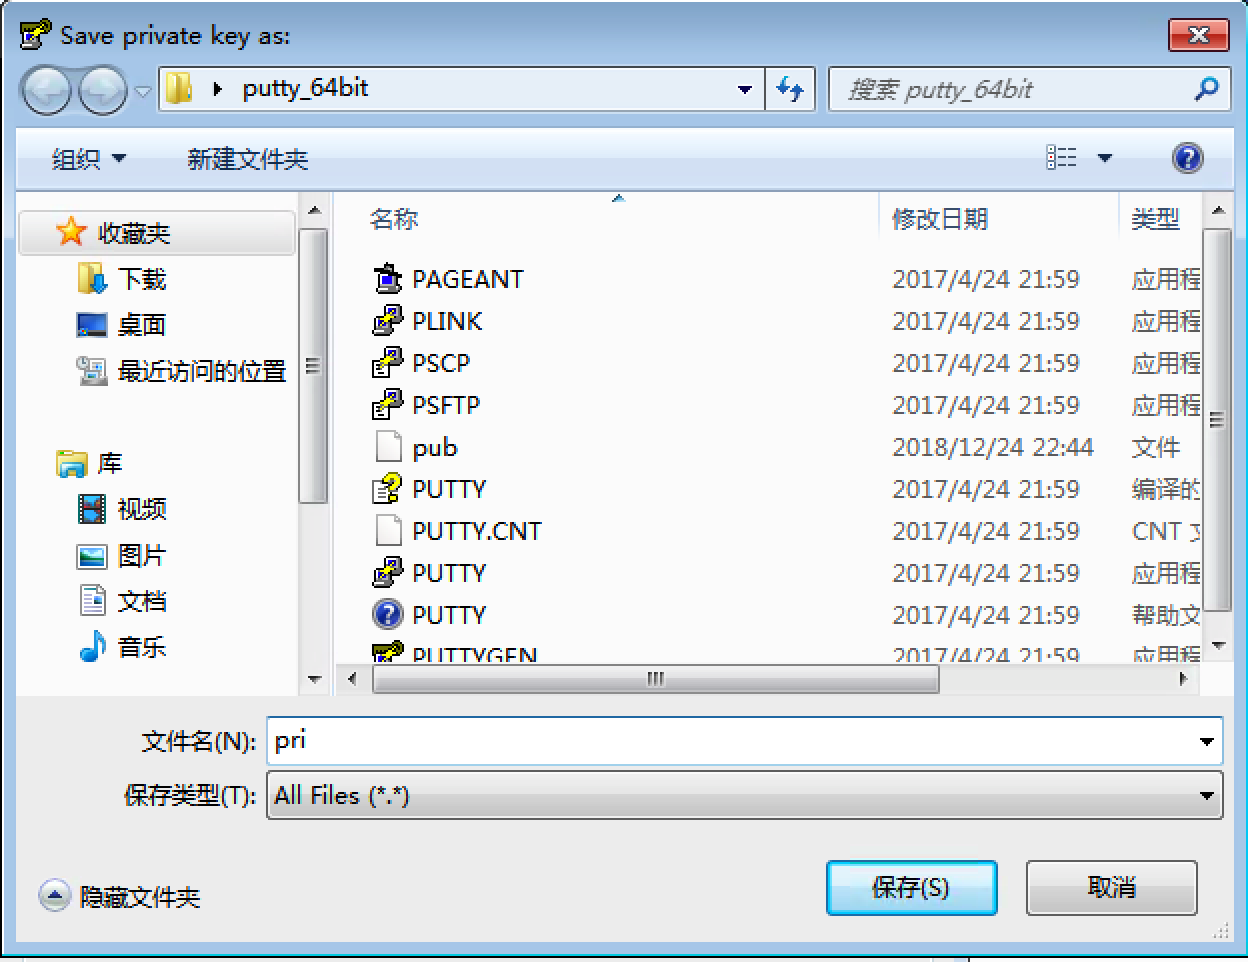 Save private key as:
putty_64bit
搜索 putty_64bit
组织
新建文件夹
收藏夹
下载
桌面
最近访问的位置
库
视频
图片
文档
音乐
名称 修改日期 类型
PAGEANT 2017/4/24 21:59 应用程
PLINK 2017/4/24 21:59 应用程
PSCP 2017/4/24 21:59 应用程
PSFTP 2017/4/24 21:59 应用程
pub 2018/12/24 22:44 文件
PUTTY 2017/4/24 21:59 编译的
PUTTY.CNT 2017/4/24 21:59 CNT
PUTTY 2017/4/24 21:59 应用程
PUTTY 2017/4/24 21:59 帮助文
PUTTYGEN 2017/4/24 21:59 应用程
文件名(N): pri
保存类型(T): All Files (*.*)
隐藏文件夹
保存(S)
取消